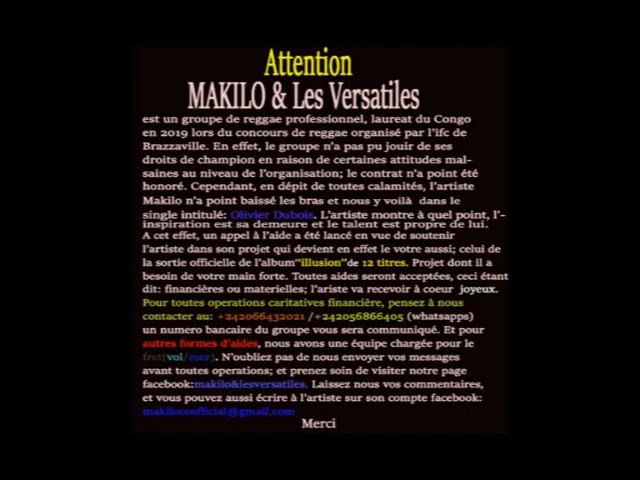 Attention
MAKILO & Les Versatiles
est un groupe de reggae professionnel, laureat du Congo
en 2019 lors du concours de reggae organisé par l'ifc de
Brazzaville. En effet, le groupe n'a pas pu jouir de ses
droits de champion en raison de certaines attitudes mal-
saines au niveau de l'organisation; le contrat n'a point été
honoré. Cependant, en dépit de toutes calamités, l'artiste
Makilo n'a point baissé les bras et nous y voilà dans le
single intitulé: Olivier Dubois. L'artiste montre à quel point, l'-
inspiration est sa demeure et le talent est propre de lui.
A cet effet, un appel à l'aide a été lancé en vue de soutenir
l'artiste dans son projet qui devient en effet le votre aussi; celui de
la sortie officielle de l'album"illusion"de 12 titres. Projet dont il a
besoin de votre main forte. Toutes aides seront acceptées, ceci étant
dit: financières ou materielles; l'ariste va recevoir à coeur joyeux.
Pour toutes operations caritatives financière, pensez à nous
contacter au: +242066432021 /+242056866405 (whatsapps)
un numero bancaire du groupe vous sera communiqué. Et pour
autres formes d'aides, nous avons une équipe chargée pour le
fret(vol/mer). N'oubliez pas de nous envoyer vos messages
avant toutes operations; et prenez soin de visiter notre page
facebook:makilo&lesversatiles. Laissez nous vos commentaires,
et vous pouvez aussi écrire à l'artiste sur son compte facebook:
makiloceofficial@gmail.com
Merci